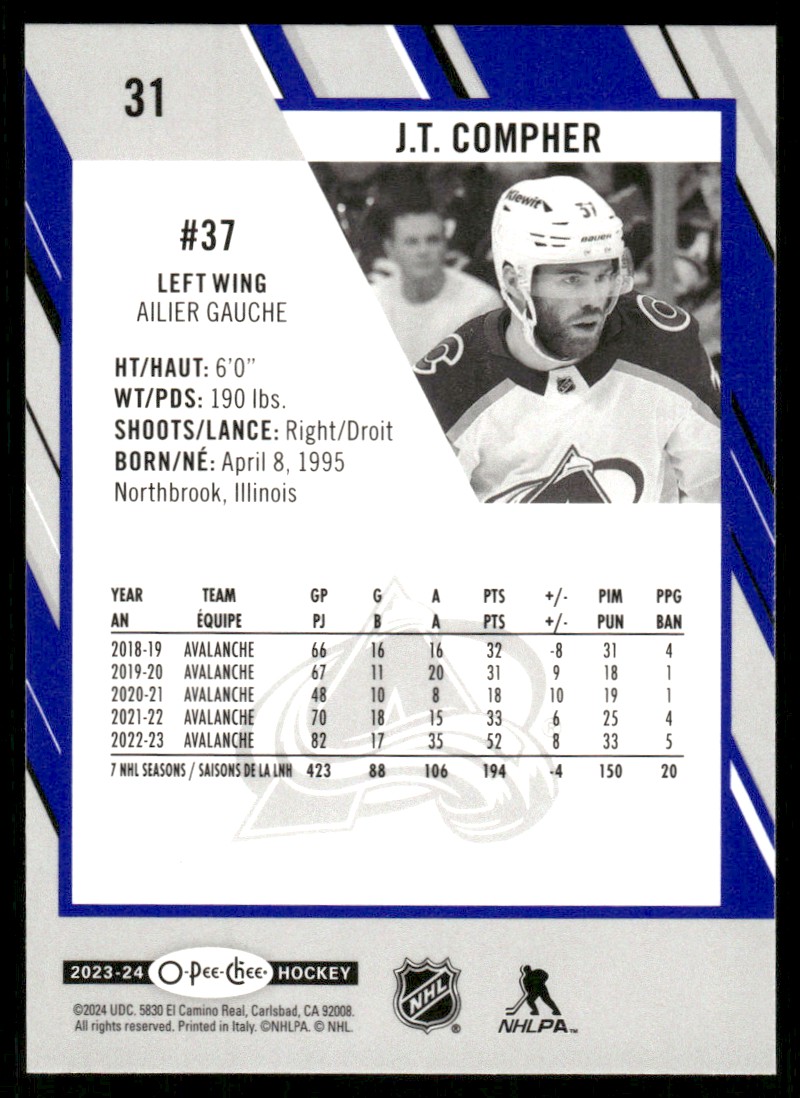 31
J.T. COMPHER
Kiewit
37
BAUER
#37
LEFT WING
AILIER GAUCHE
HT/HAUT: 6'0"
WT/PDS: 190 lbs.
SHOOTS/LANCE: Right/Droit
BORN/NÉ: April 8, 1995
Northbrook, Illinois
YEAR TEAM GP G A PTS +/- PIM PPG
AN ÉQUIPE PJ B A PTS +/- PUN BAN
2018-19 AVALANCHE 66 16 16 32 -8 31 4
2019-20 AVALANCHE 67 11 20 31 9 18 1
2020-21 AVALANCHE 48 10 8 18 10 19 1
2021-22 AVALANCHE 70 18 15 33 6 25 4
2022-23 AVALANCHE 82 17 35 52 8 33 5
7 NHL SEASONS / SAISONS DE LA LNH 423 88 106 194 -4 150 20
2023-24 O-Pee-Chee HOCKEY
©2024 UDC. 5830 El Camino Real, Carlsbad, CA 92008.
All rights reserved. Printed in Italy. ©NHLPA. © NHL.
NHL ®
NHLPA™